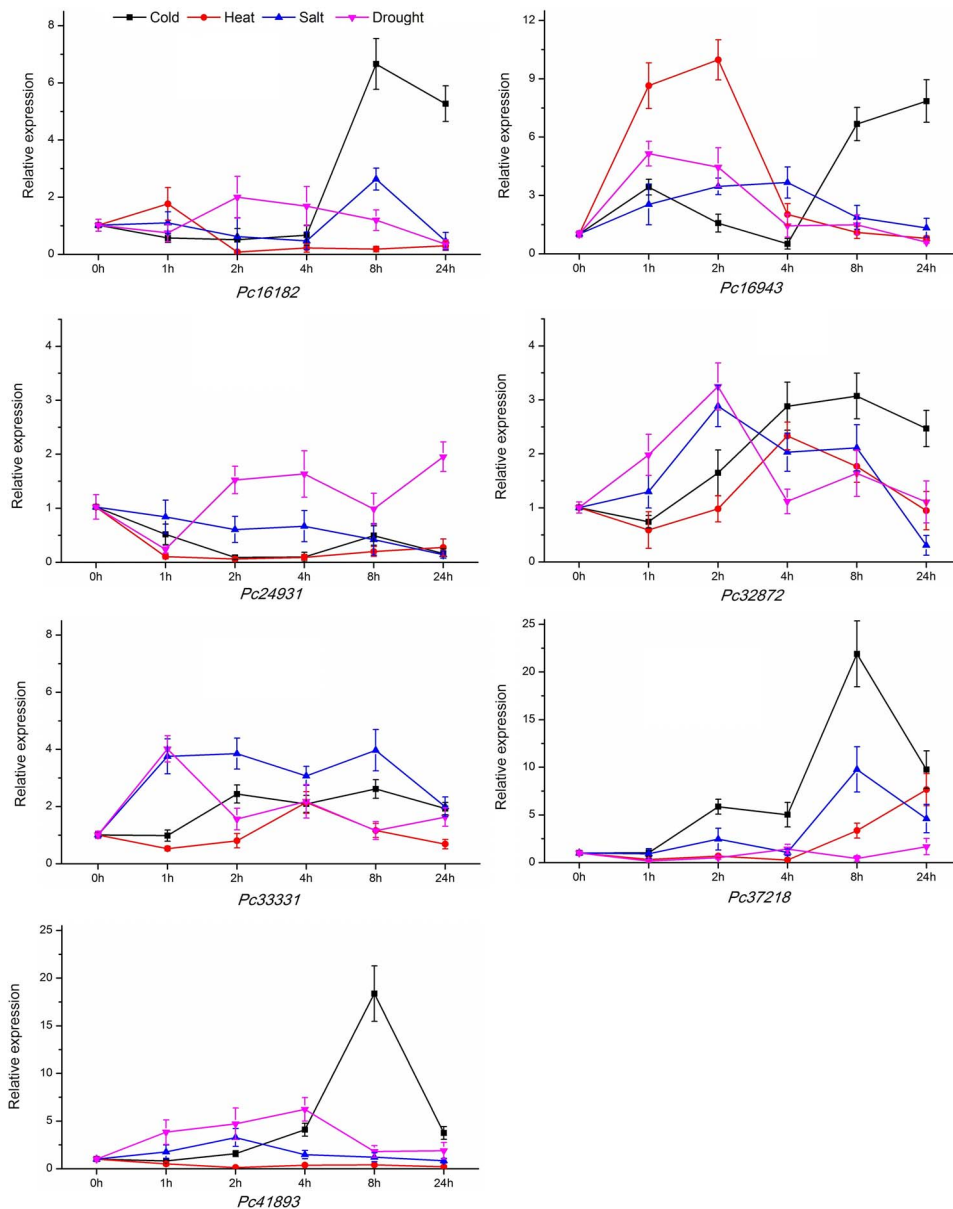 Cold Heat Salt Drought
Relative expression
8
6
4
2
0
0h 1h 2h 4h 8h 24h
Pc16182
Relative expression
12
9
6
3
0
0h 1h 2h 4h 8h 24h
Pc16943
Relative expression
4
3
2
1
0
0h 1h 2h 4h 8h 24h
Pc24931
Relative expression
4
3
2
1
0
0h 1h 2h 4h 8h 24h
Pc32872
Relative expression
8
6
4
2
0
0h 1h 2h 4h 8h 24h
Pc33331
Relative expression
25
20
15
10
5
0
0h 1h 2h 4h 8h 24h
Pc37218
Relative expression
25
20
15
10
5
0
0h 1h 2h 4h 8h 24h
Pc41893